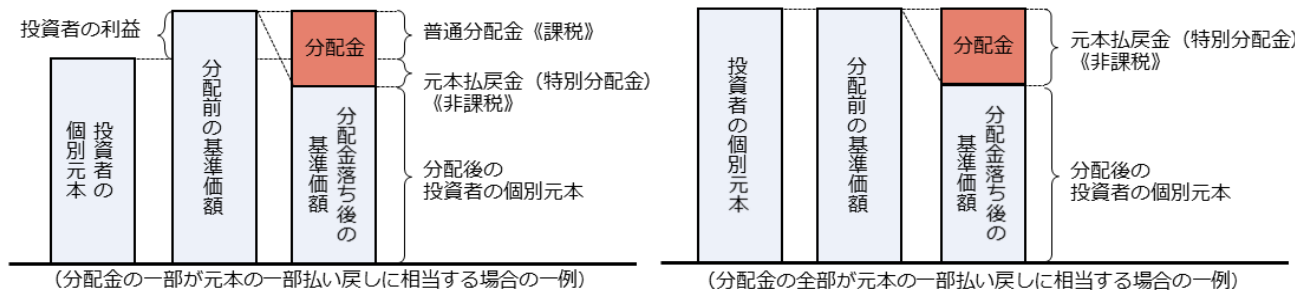 投資者の利益
投資者の
個別元本
分配前の基準価額
分配金
分配金落ち後の
基準価額
普通分配金《課税》
元本払戻金（特別分配金）
《非課税》
分配後の
投資者の個別元本
（分配金の一部が元本の一部払い戻しに相当する場合の一例）
投資者の個別元本
分配前の基準価額
分配金
分配金落ち後の
基準価額
元本払戻金（特別分配金）
《非課税》
分配後の
投資者の個別元本
（分配金の全部が元本の一部払い戻しに相当する場合の一例）